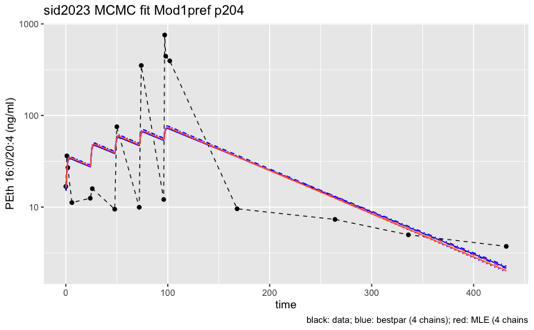 sid2023 MCMC fit Mod1pref p204
PEth 16:0/20:4 (ng/ml)
1000
100
10
0
100
200
300
400
time
black: data; blue: bestpar (4 chains); red: MLE (4 chains